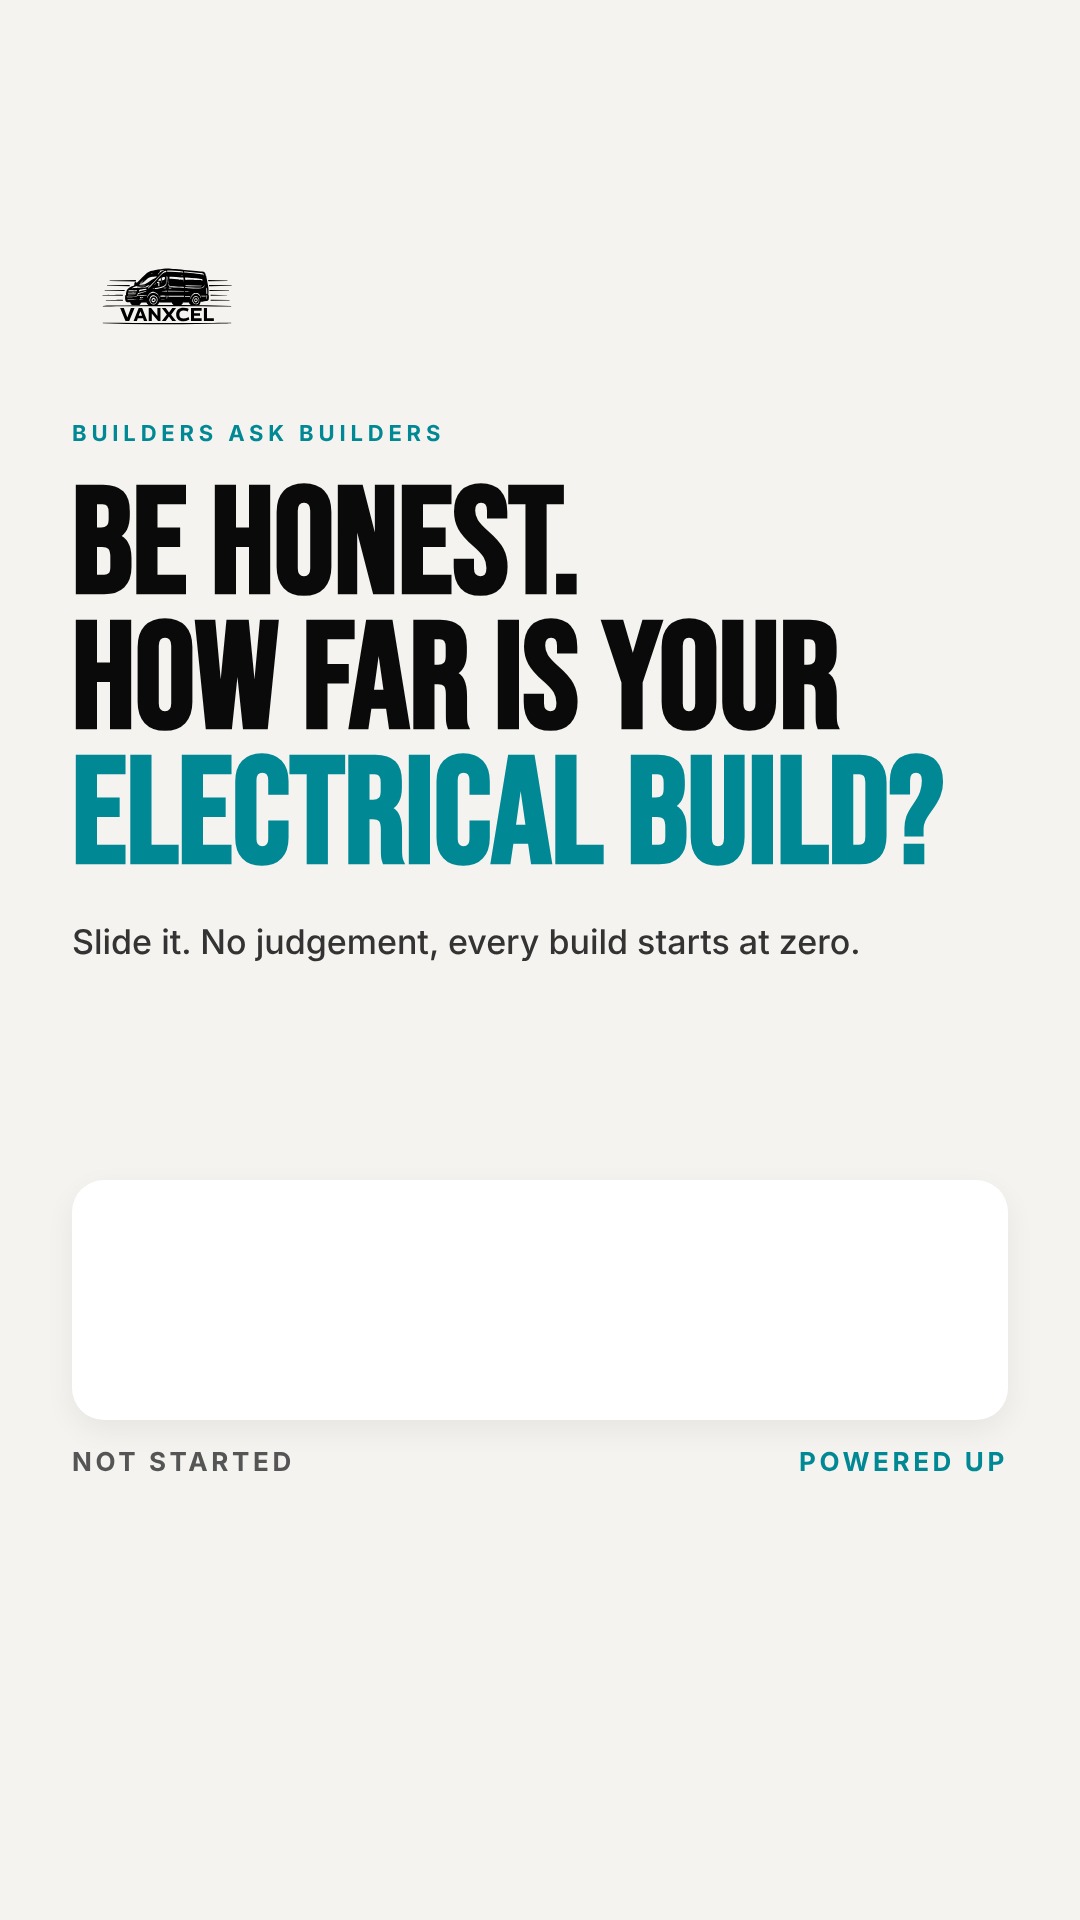 VANXCEL
BUILDERS ASK BUILDERS
BE HONEST.
HOW FAR IS YOUR
ELECTRICAL BUILD?
Slide it. No judgement, every build starts at zero.
NOT STARTED
POWERED UP